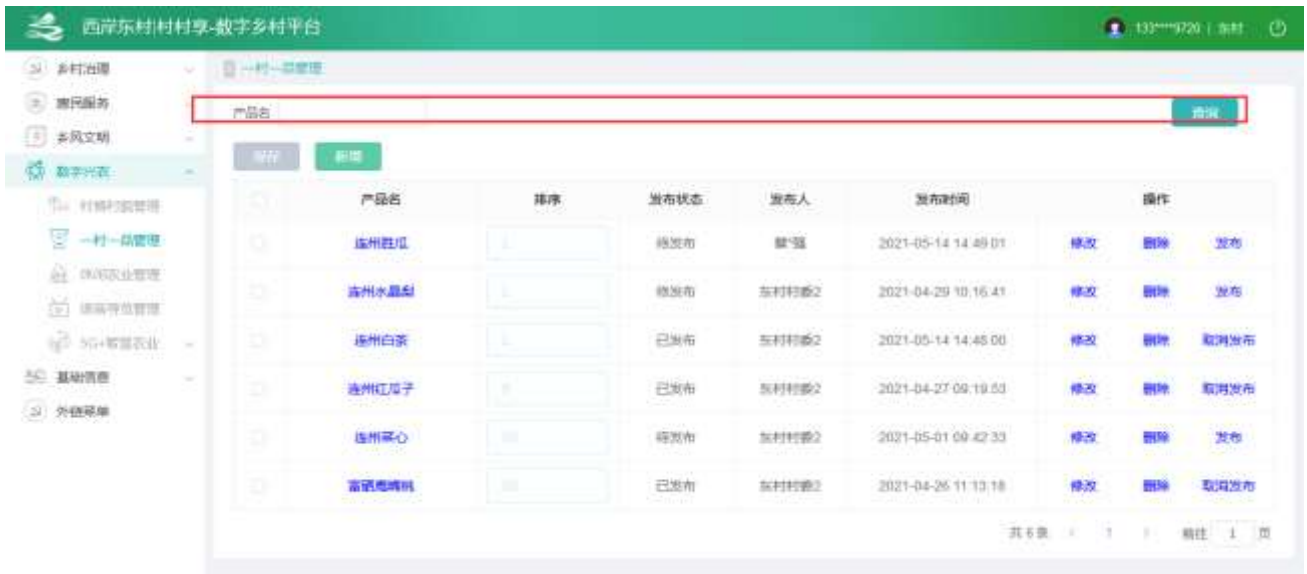 西岸东村|村村享-数字乡村平台
133****9720 | 东村
乡村治理
惠民服务
乡风文明
数字兴农
一村一品管理
休闲农业管理
5G+智慧农业
基础信息
外链菜单
一村一品管理
产品名
查询
保存 新增
产品名 排序 发布状态 发布人 发布时间 操作
连州胜瓜 待发布 2021-05-14 14:49:01 修改 删除 发布
连州水晶梨 待发布 东村村委2 2021-04-29 10:16:41 修改 删除 发布
连州白茶 已发布 东村村委2 2021-05-14 14:48:06 修改 删除 取消发布
连州红瓜子 已发布 东村村委2 2021-04-27 09:19:53 修改 删除 取消发布
连州菜心 待发布 东村村委2 2021-05-01 09:42:33 修改 删除 发布
富硒鹰嘴桃 已发布 东村村委2 2021-04-26 11:13:18 修改 删除 取消发布
共 6 条 1 前往 1 页